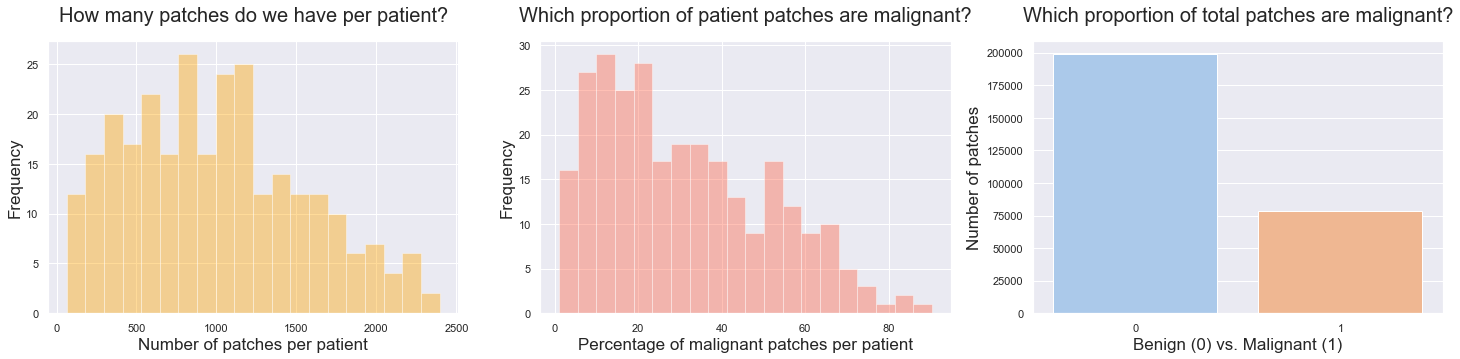 How many patches do we have per patient?
25
20
15
10
5
0
Frequency
0 500 1000 1500 2000 2500
Number of patches per patient
Which proportion of patient patches are malignant?
30
25
20
15
10
5
0
Frequency
0 20 40 60 80
Percentage of malignant patches per patient
Which proportion of total patches are malignant?
200000
175000
150000
125000
100000
75000
50000
25000
0
Number of patches
0 1
Benign (0) vs. Malignant (1)